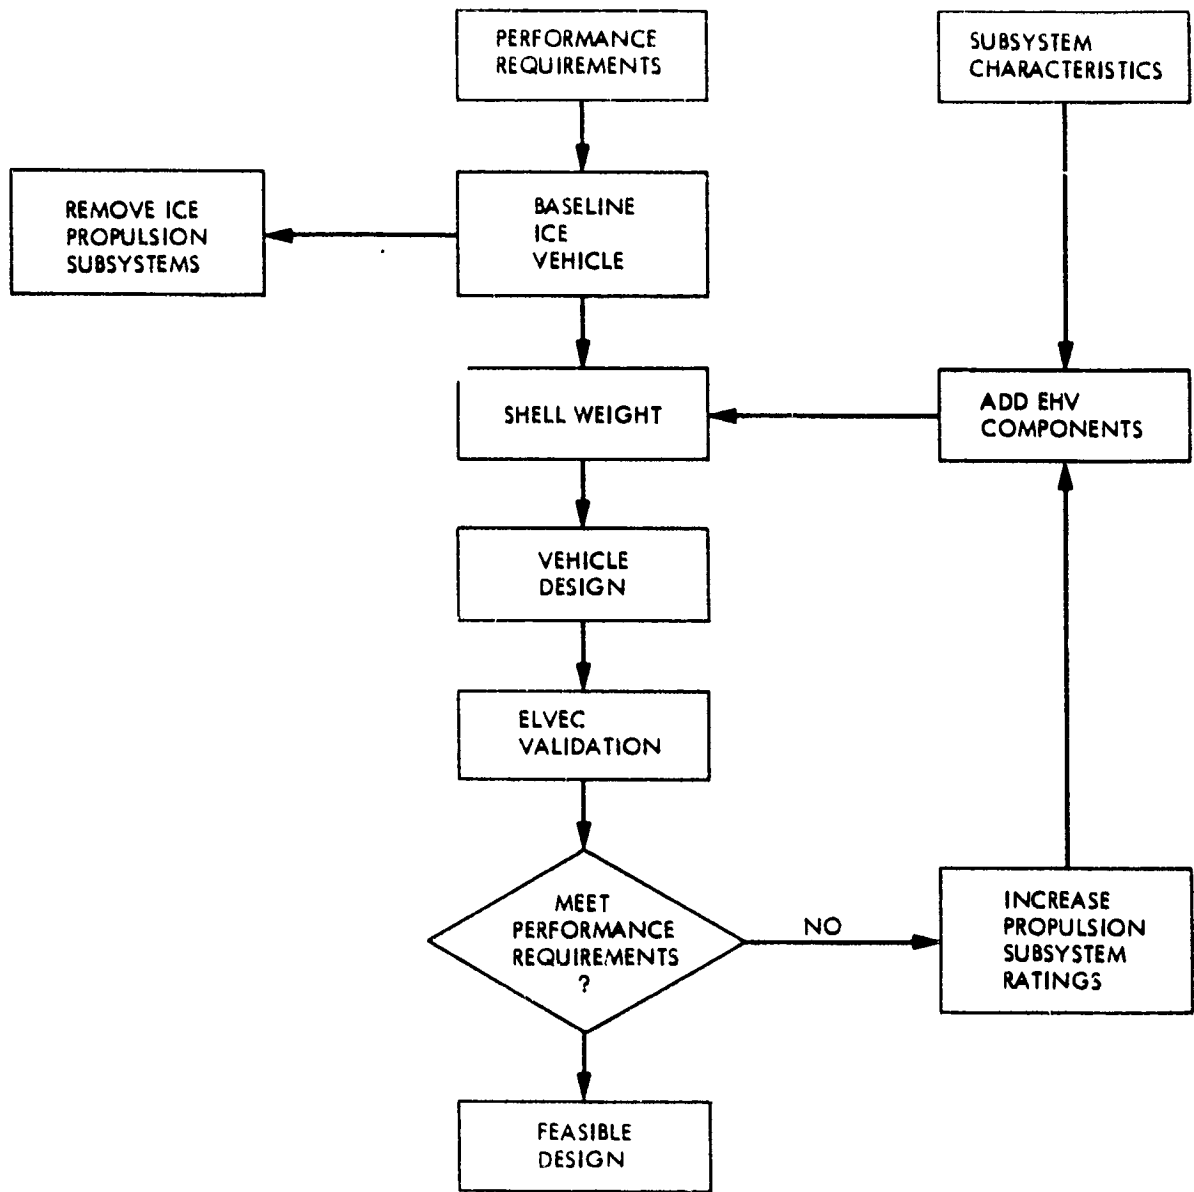 PERFORMANCE
REQUIREMENTS
SUBSYSTEM
CHARACTERISTICS
REMOVE ICE
PROPULSION
SUBSYSTEMS
BASELINE
ICE
VEHICLE
SHELL WEIGHT
ADD EHV
COMPONENTS
VEHICLE
DESIGN
ELVEC
VALIDATION
MEET
PERFORMANCE
REQUIREMENTS
?
NO
INCREASE
PROPULSION
SUBSYSTEM
RATINGS
FEASIBLE
DESIGN